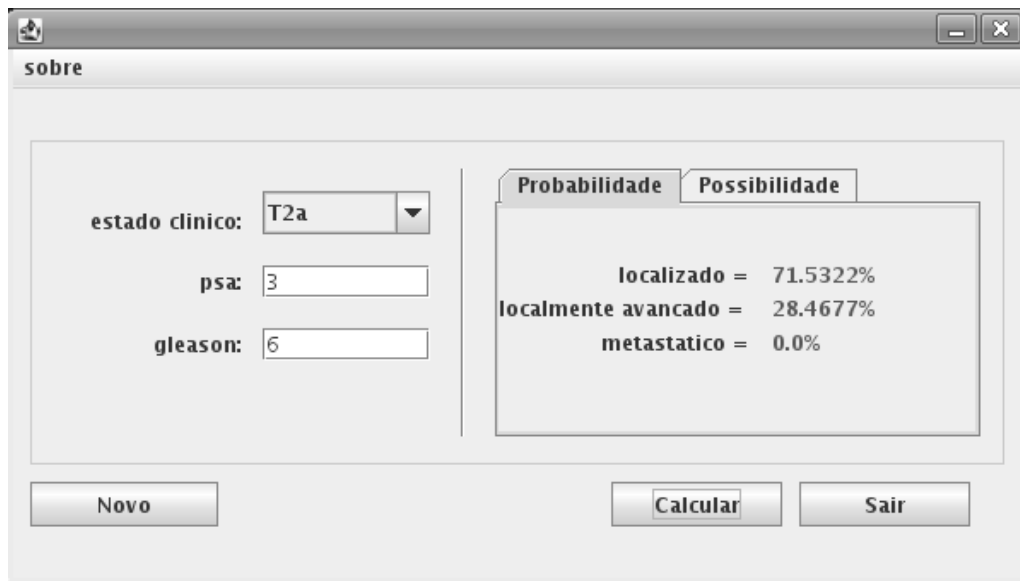 sobre
estado clinico: T2a
psa: 3
gleason: 6
Probabilidade Possibilidade
localizado = 71.5322%
localmente avancado = 28.4677%
metastatico = 0.0%
Novo Calcular Sair